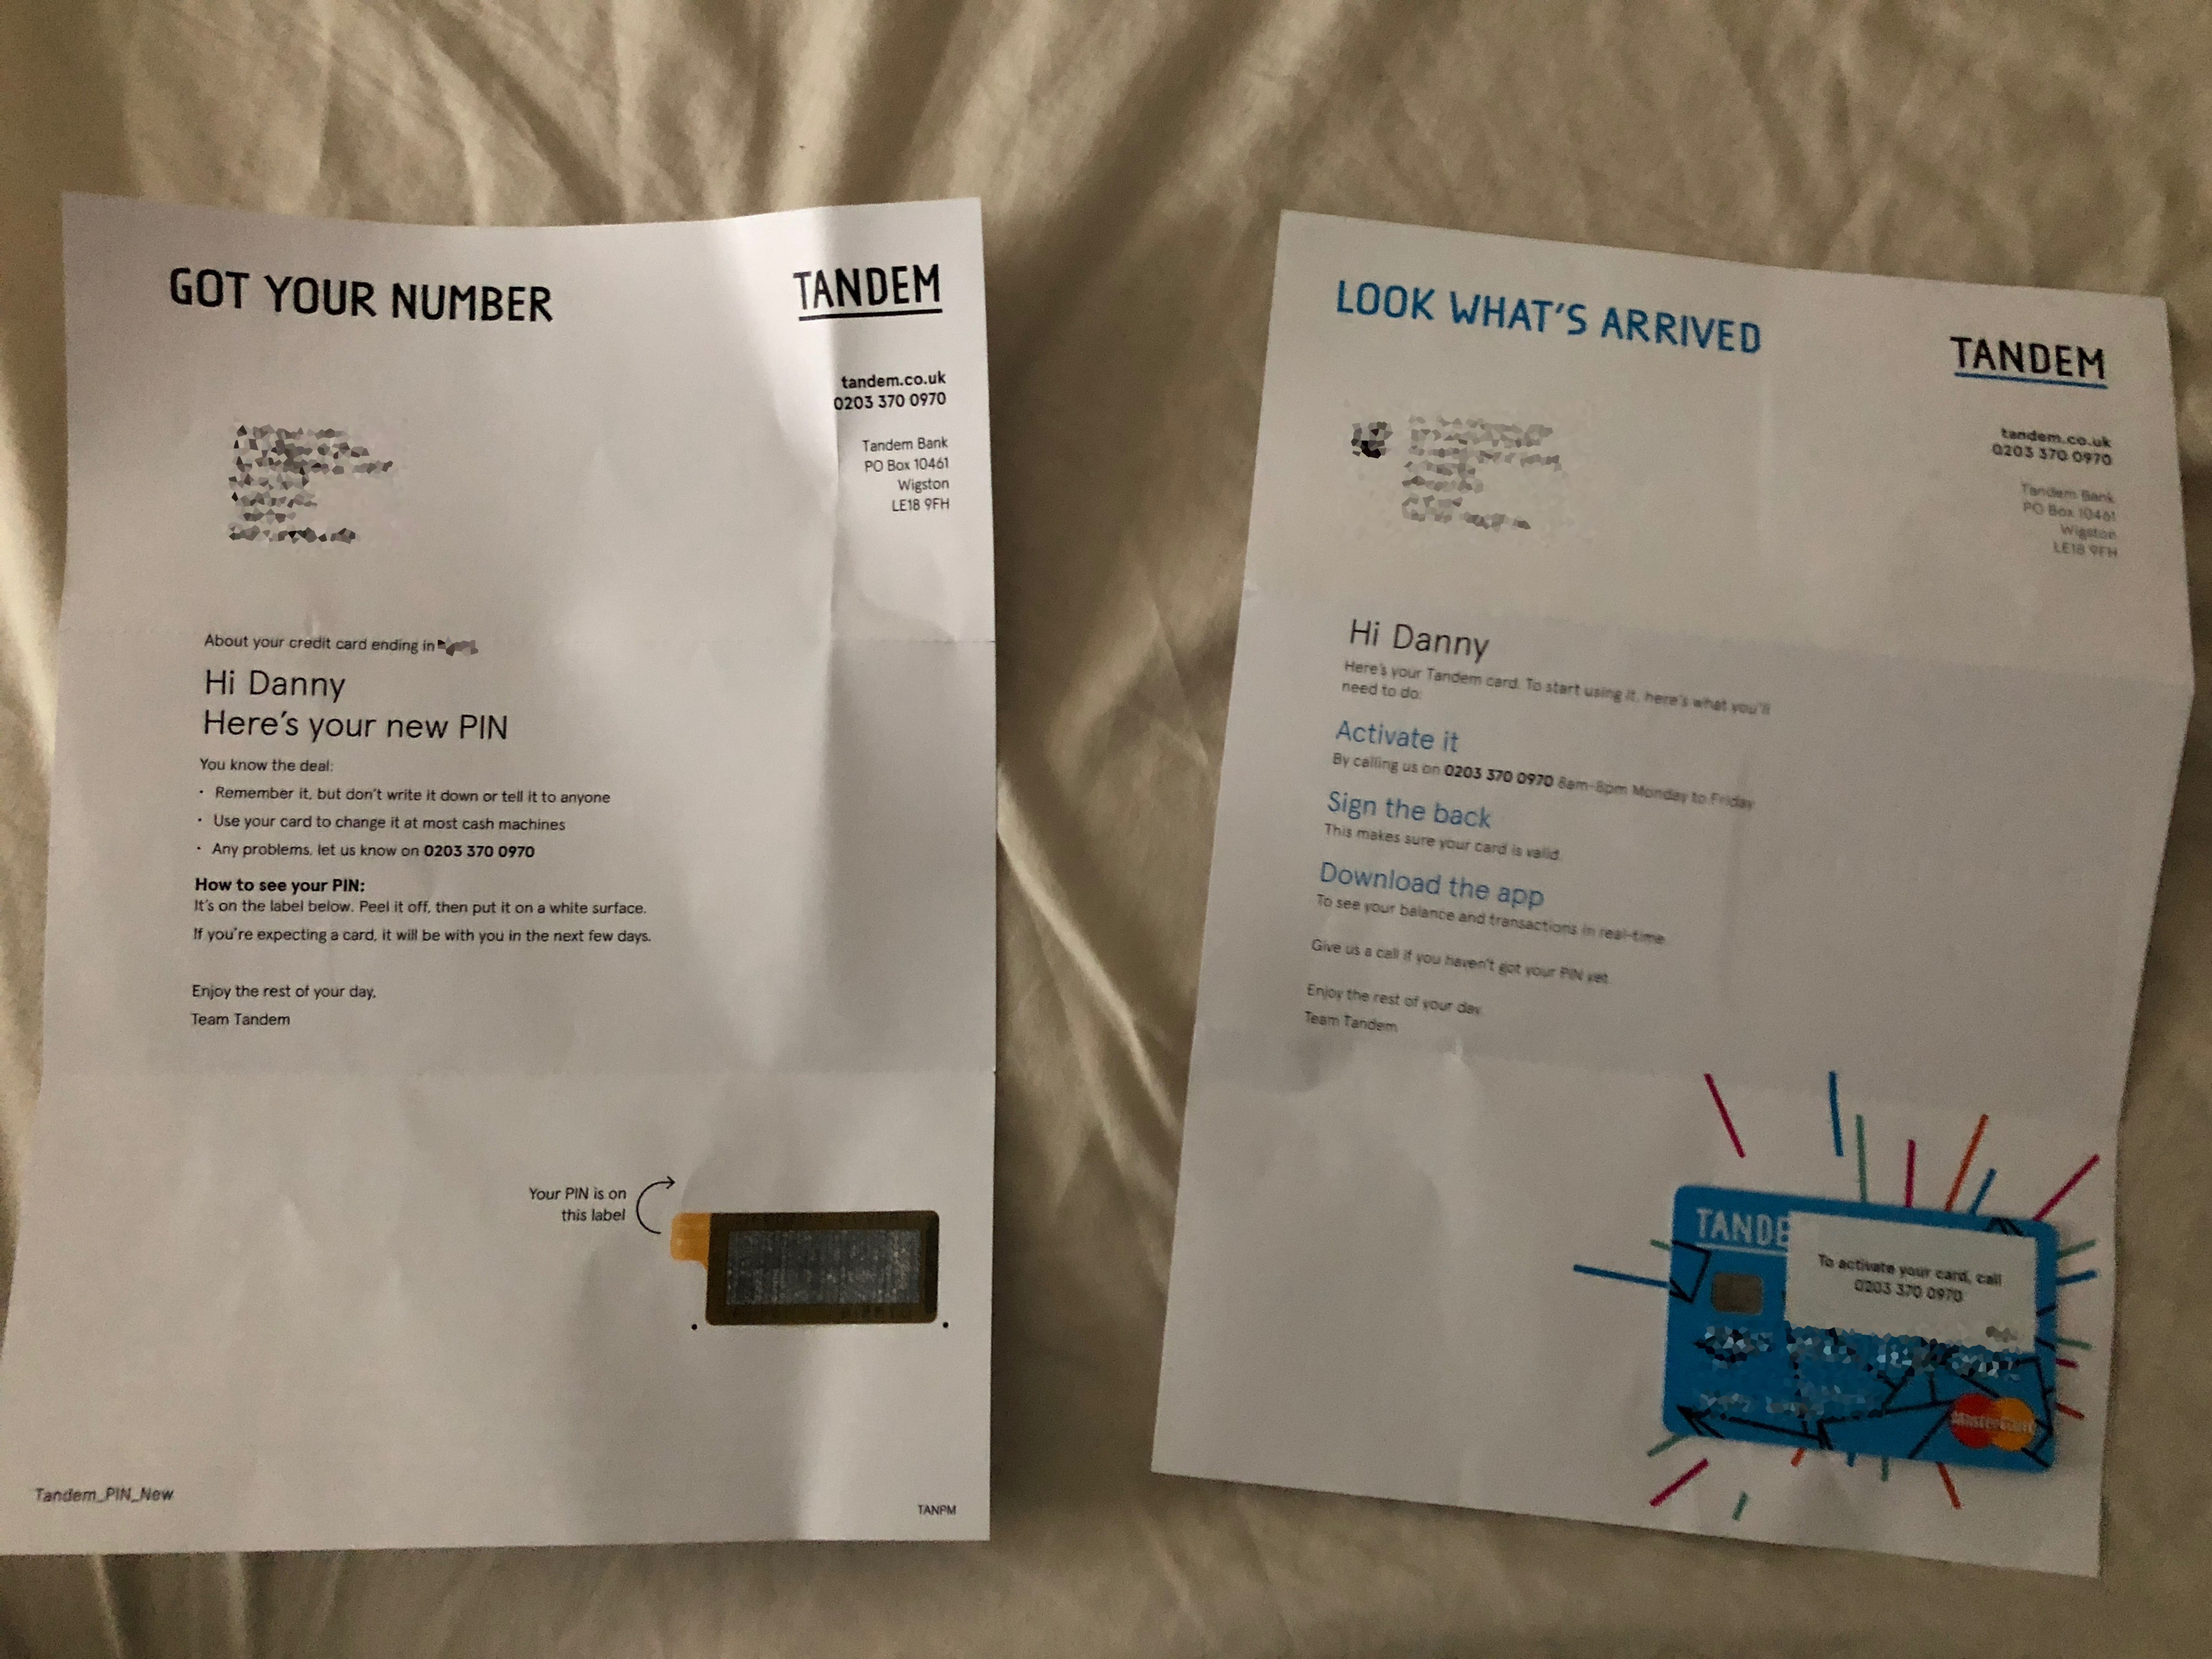 GOT YOUR NUMBER
TANDEM
tandem.co.uk
0203 370 0970
Tandem Bank
PO Box 10461
Wigston
LE18 9FH
About your credit card ending in
Hi Danny
Here's your new PIN
You know the deal:
• Remember it, but don't write it down or tell it to anyone
• Use your card to change it at most cash machines
• Any problems, let us know on 0203 370 0970
How to see your PIN:
It's on the label below. Peel it off, then put it on a white surface.
If you're expecting a card, it will be with you in the next few days.
Enjoy the rest of your day,
Team Tandem
Your PIN is on
this label
Tandem_PIN_New
TANPM
LOOK WHAT'S ARRIVED
TANDEM
tandem.co.uk
0203 370 0970
Tandem Bank
PO Box 10461
Wigston
LE18 9FH
Hi Danny
Here's your Tandem card. To start using it, here's what you'll
need to do:
Activate it
By calling us on 0203 370 0970 8am-8pm Monday to Friday
Sign the back
This makes sure your card is valid.
Download the app
To see your balance and transactions in real-time
Give us a call if you haven't got your PIN yet.
Enjoy the rest of your day
Team Tandem
TANDE
To activate your card, call
0203 370 0970
MasterCard